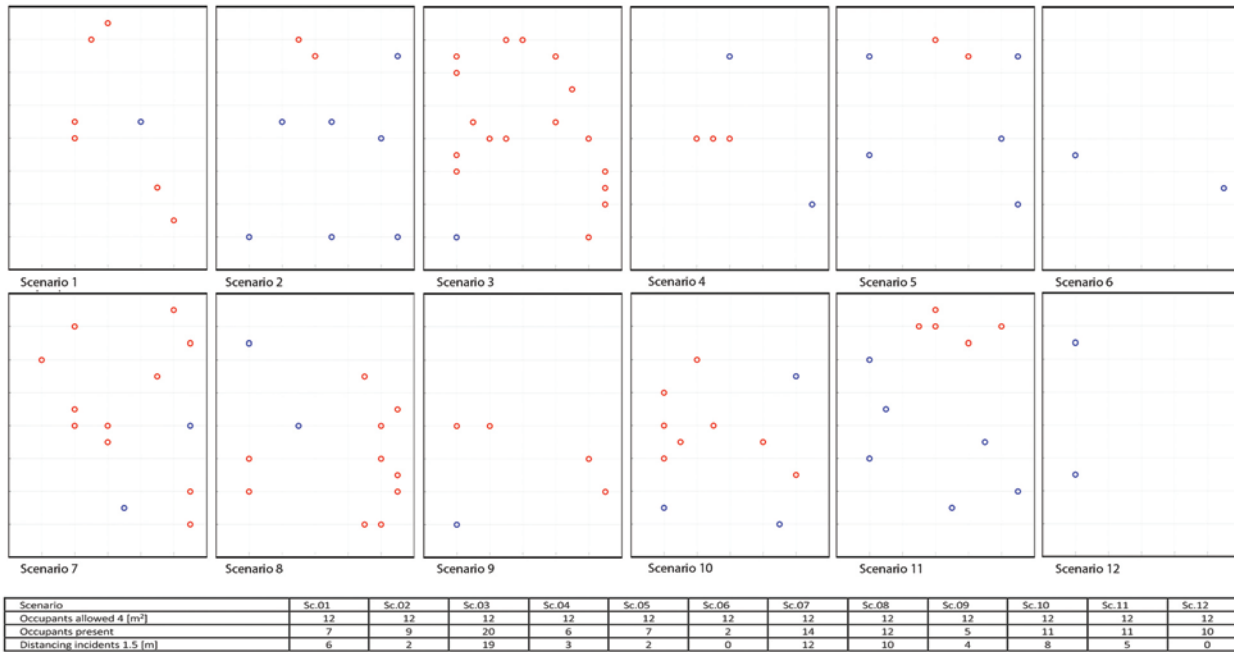 Scenario 1 Scenario 2 Scenario 3 Scenario 4 Scenario 5 Scenario 6
Scenario 7 Scenario 8 Scenario 9 Scenario 10 Scenario 11 Scenario 12
Scenario Sc.01 Sc.02 Sc.03 Sc.04 Sc.05 Sc.06 Sc.07 Sc.08 Sc.09 Sc.10 Sc.11 Sc.12
Occupants allowed 4 [m²] 12 12 12 12 12 12 12 12 12 12 12 12
Occupants present 7 9 20 6 7 2 14 12 5 11 11 10
Distancing incidents 1.5 [m] 6 2 19 3 2 0 12 10 4 8 5 0